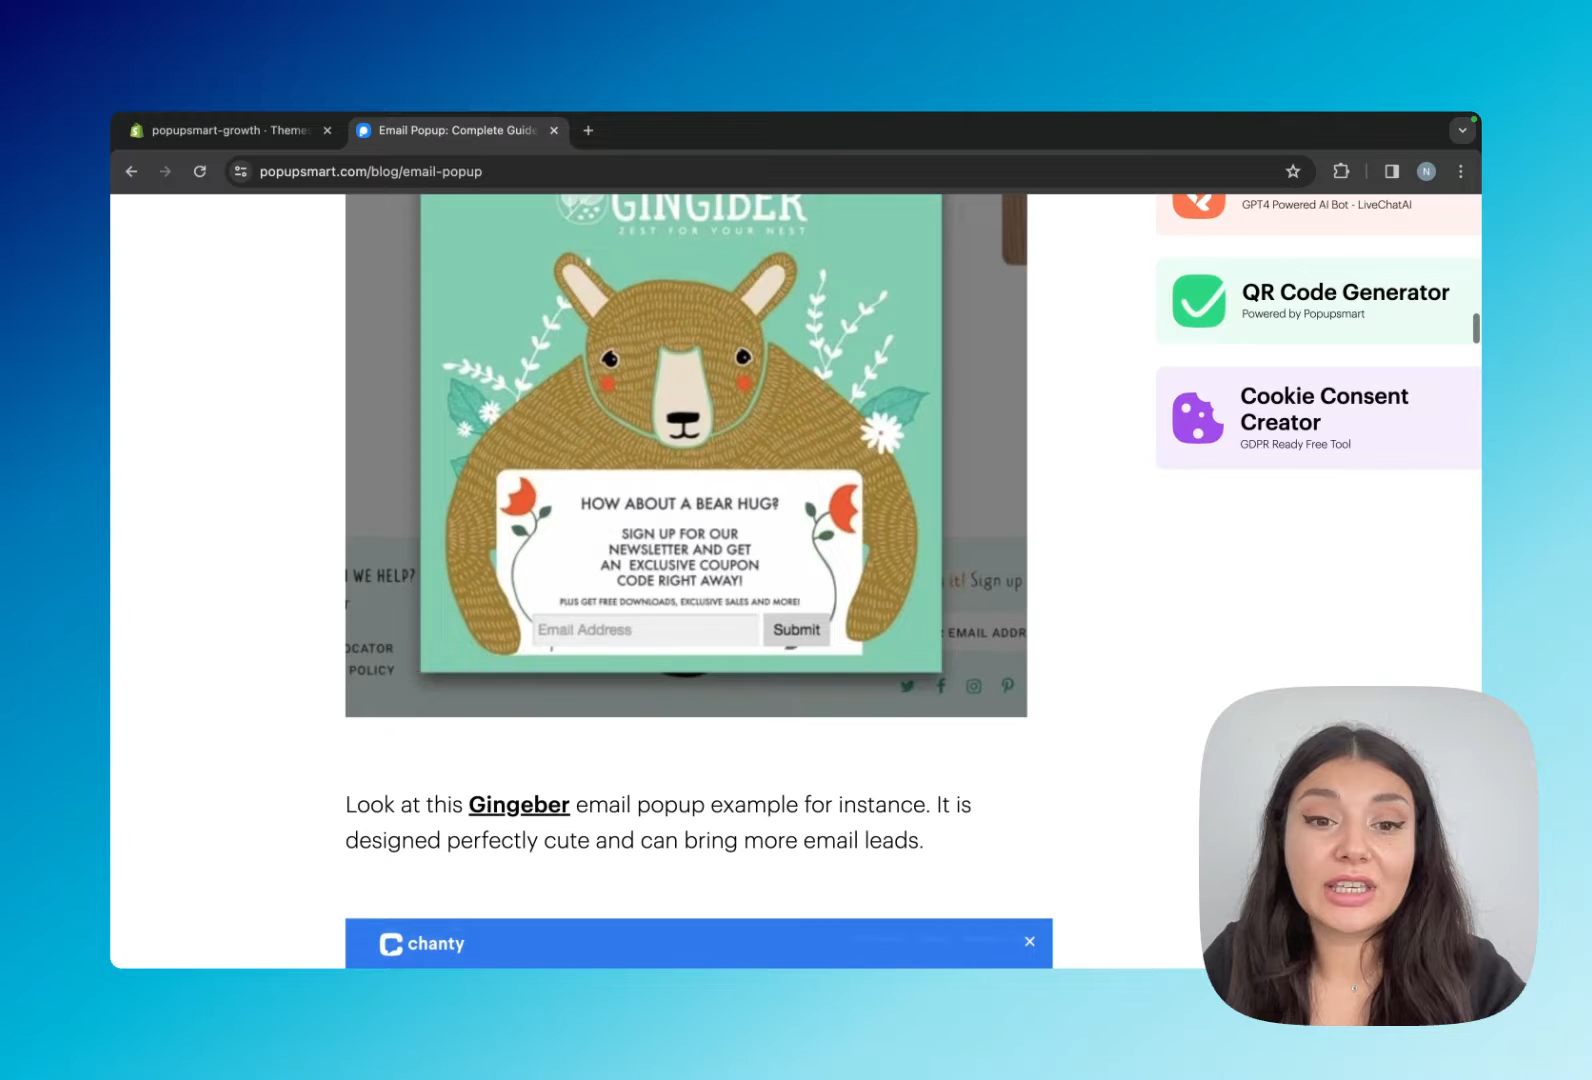 popupsmart-growth · Theme
Email Popup: Complete Guide
popupsmart.com/blog/email-popup
N
GINGIBER
ZEST FOR YOUR NEST
GPT4 Powered AI Bot - LiveChatAI
QR Code Generator
Powered by Popupsmart
Cookie Consent
Creator
GDPR Ready Free Tool
HOW ABOUT A BEAR HUG?
SIGN UP FOR OUR
NEWSLETTER AND GET
AN EXCLUSIVE COUPON
CODE RIGHT AWAY!
PLUS GET FREE DOWNLOADS, EXCLUSIVE SALES AND MORE!
Email Address
Submit
WE HELP?
it! Sign up
EMAIL ADDR
OCATOR
POLICY
Look at this Gingeber email popup example for instance. It is
designed perfectly cute and can bring more email leads.
chanty